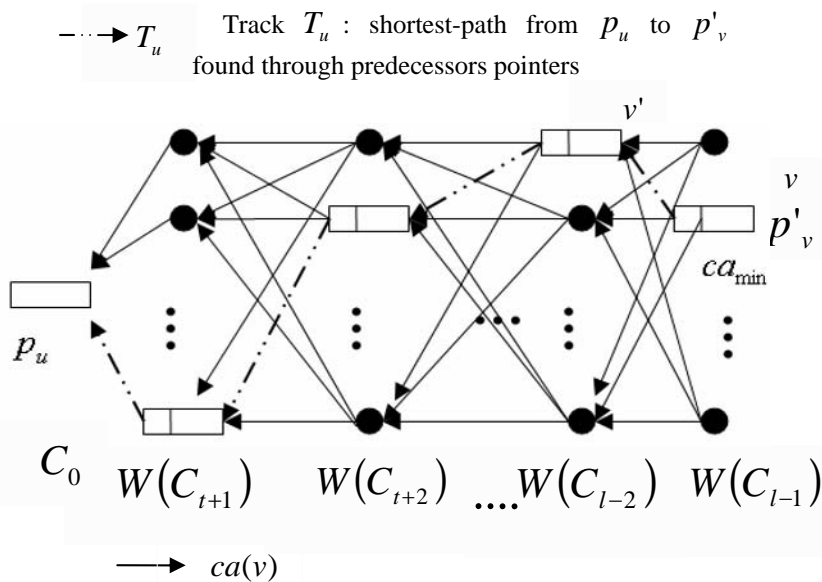 T_u Track T_u : shortest-path from p_u to p'_v
found through predecessors pointers
v'
v
p'_v
ca_min
p_u
C_0 W(C_{t+1}) W(C_{t+2}) .... W(C_{l-2}) W(C_{l-1})
ca(v)